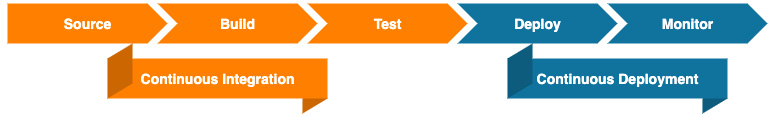 Source Build Test Deploy Monitor
Continuous Integration Continuous Deployment